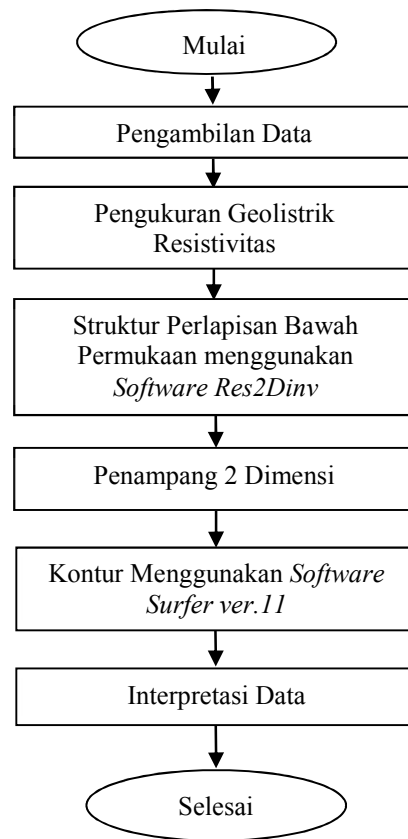 Mulai
Pengambilan Data
Pengukuran Geolistrik
Resistivitas
Struktur Perlapisan Bawah
Permukaan menggunakan
Software Res2Dinv
Penampang 2 Dimensi
Kontur Menggunakan Software
Surfer ver.11
Interpretasi Data
Selesai